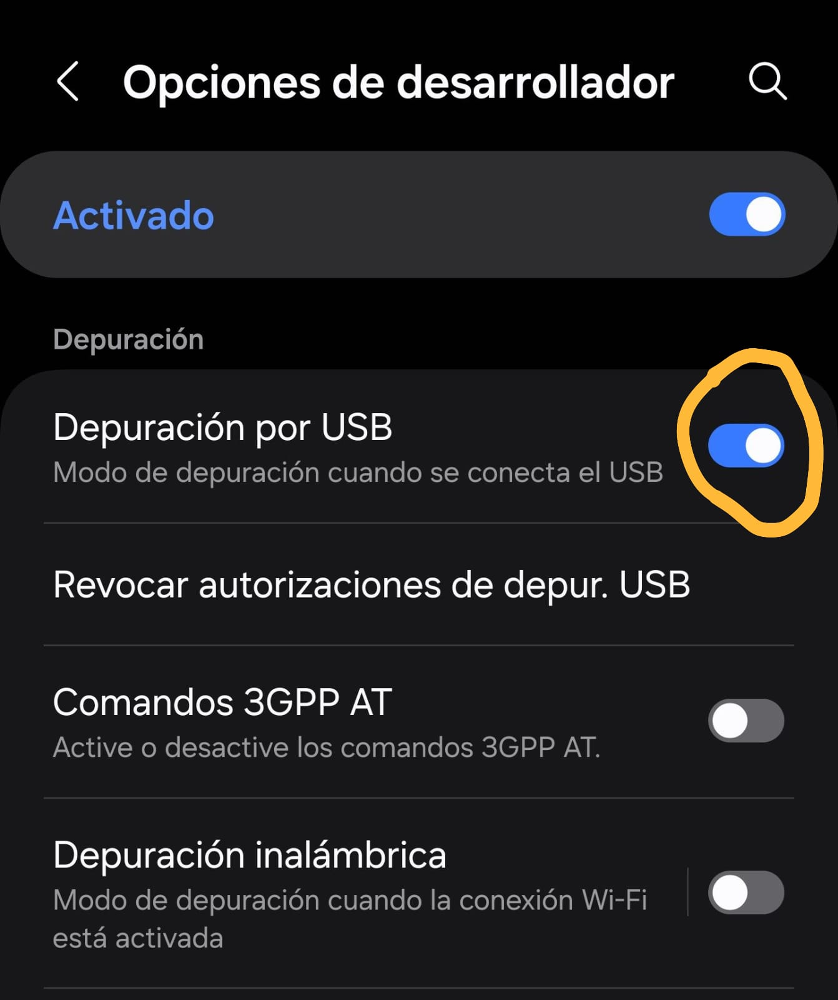 Opciones de desarrollador
Activado
Depuración
Depuración por USB
Modo de depuración cuando se conecta el USB
Revocar autorizaciones de depur. USB
Comandos 3GPP AT
Active o desactive los comandos 3GPP AT.
Depuración inalámbrica
Modo de depuración cuando la conexión Wi-Fi
está activada